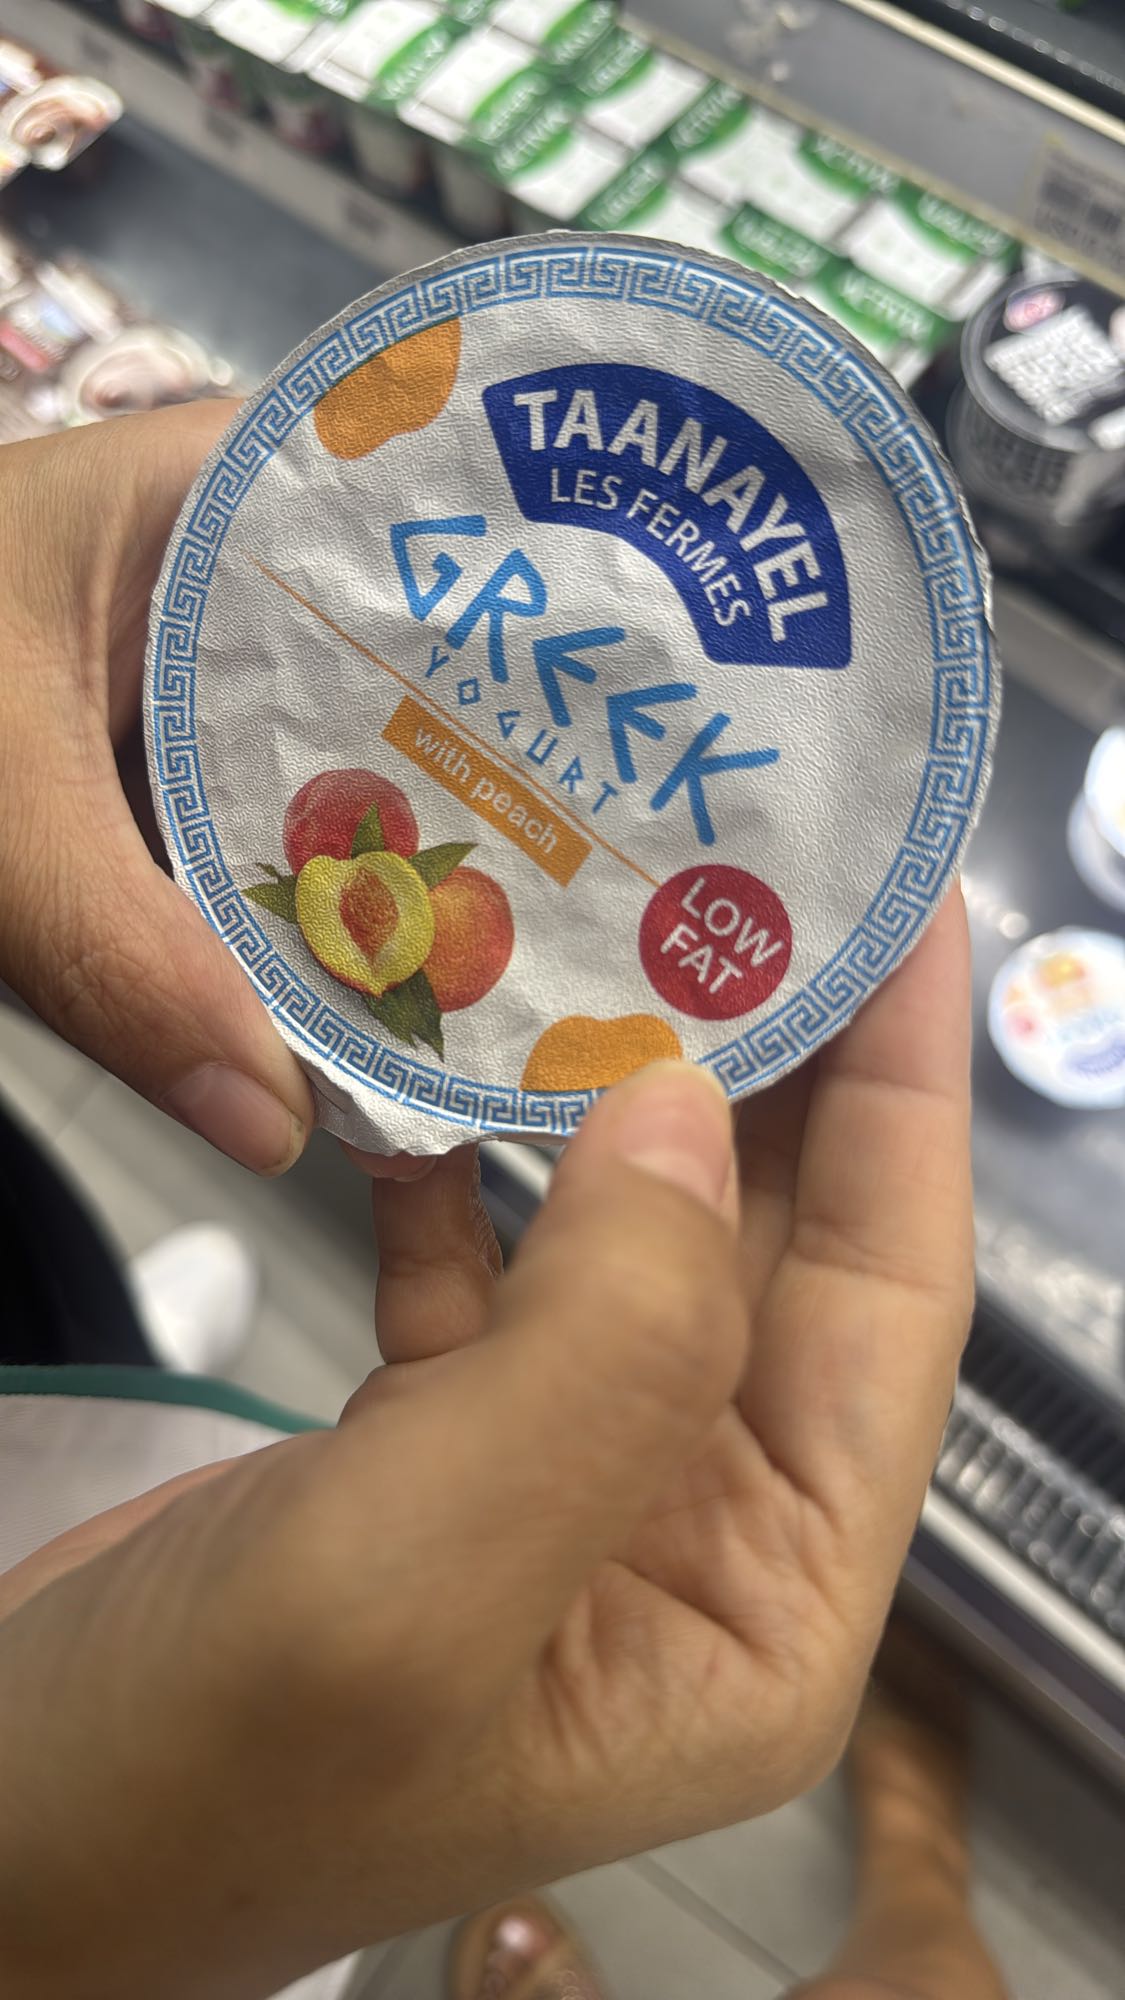 TAANAYEL
LES FERMES
GREEK
YOGURT
with peach
LOW
FAT